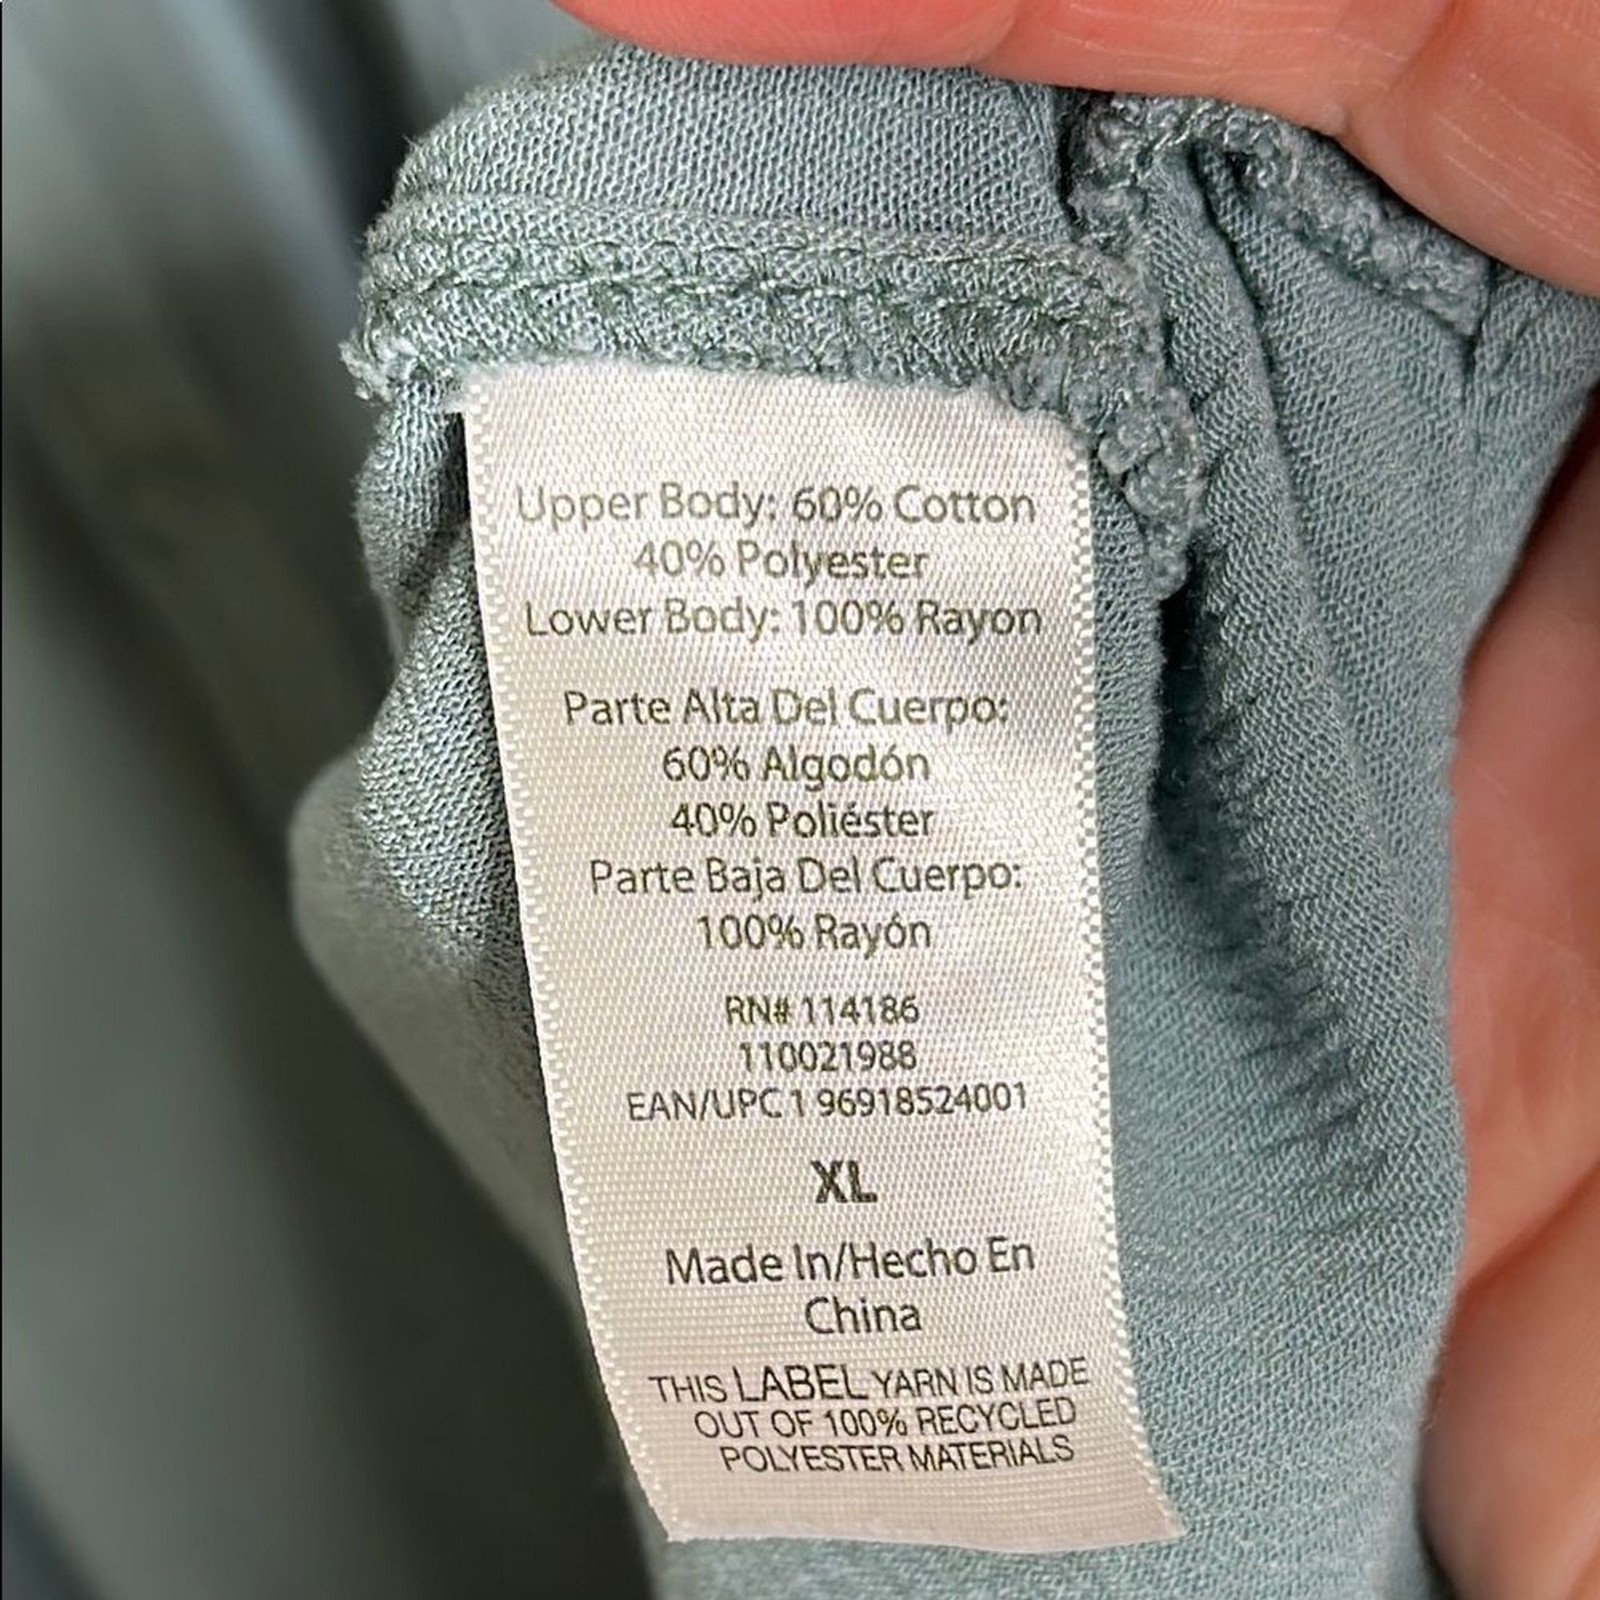 Upper Body: 60% Cotton
40% Polyester
Lower Body: 100% Rayon
Parte Alta Del Cuerpo:
60% Algodón
40% Poliéster
Parte Baja Del Cuerpo:
100% Rayón
RN# 114186
110021988
EAN/UPC 1 96918524001
XL
Made In/Hecho En
China
THIS LABEL YARN IS MADE
OUT OF 100% RECYCLED
POLYESTER MATERIALS